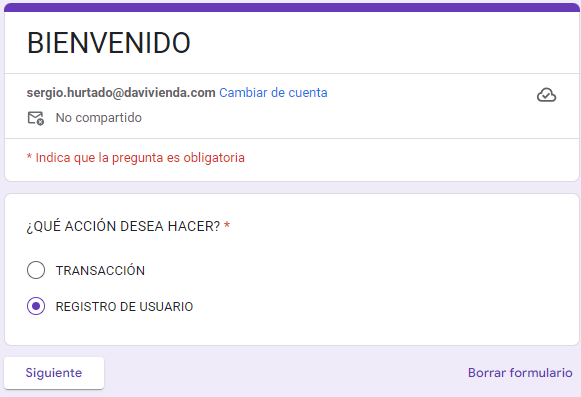 BIENVENIDO
sergio.hurtado@davivienda.com Cambiar de cuenta
No compartido
* Indica que la pregunta es obligatoria
¿QUÉ ACCIÓN DESEA HACER? *
TRANSACCIÓN
REGISTRO DE USUARIO
Siguiente
Borrar formulario